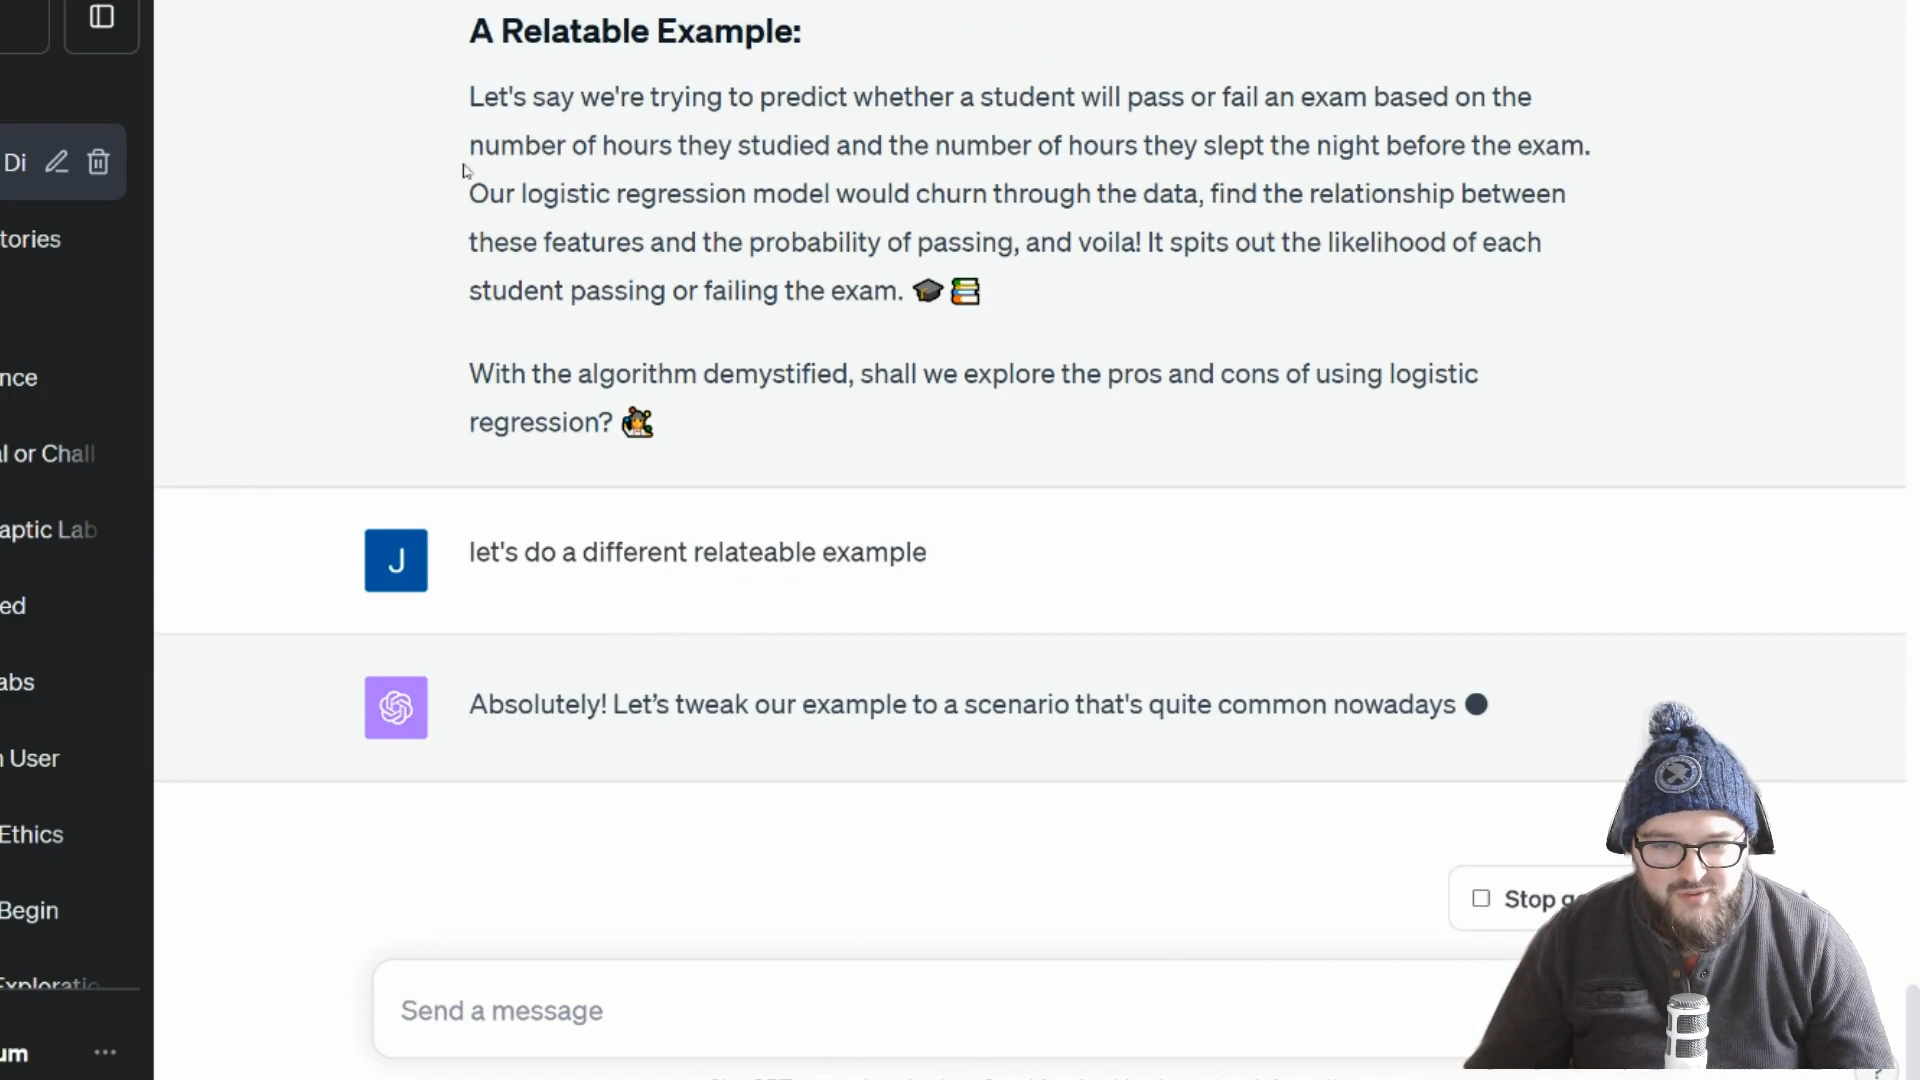 A Relatable Example:
Let's say we're trying to predict whether a student will pass or fail an exam based on the
number of hours they studied and the number of hours they slept the night before the exam.
Our logistic regression model would churn through the data, find the relationship between
these features and the probability of passing, and voila! It spits out the likelihood of each
student passing or failing the exam. 🎓📚
With the algorithm demystified, shall we explore the pros and cons of using logistic
regression?
J let's do a different relateable example
Absolutely! Let’s tweak our example to a scenario that's quite common nowadays
Stop
Send a message
Di
tories
nce
l or Chall
aptic Lab
ed
abs
User
Ethics
Begin
Exploratio
um